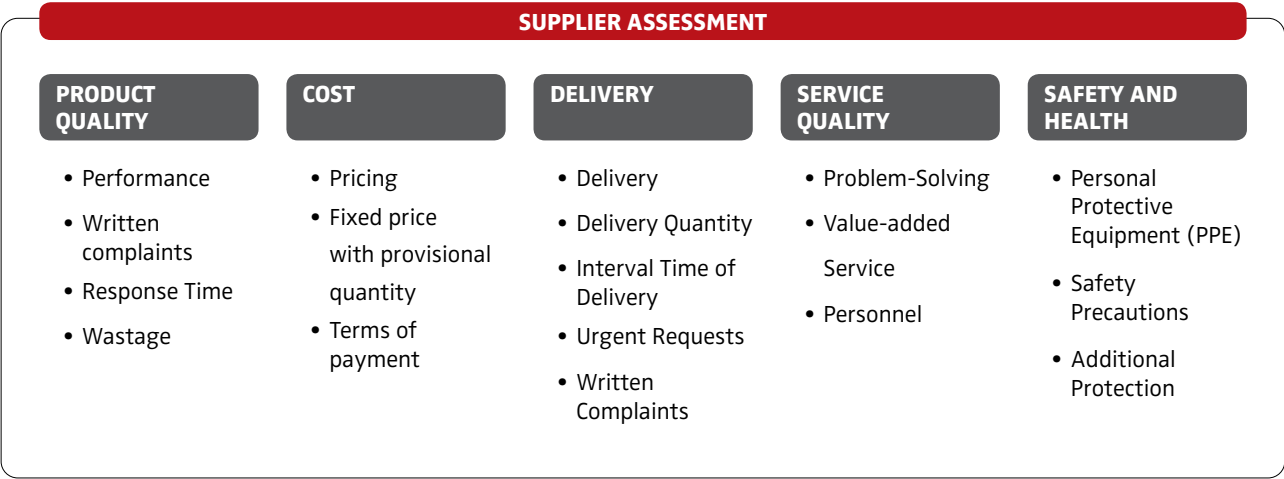 SUPPLIER ASSESSMENT
PRODUCT
QUALITY
• Performance
• Written
complaints
• Response Time
• Wastage
COST
• Pricing
• Fixed price
with provisional
quantity
• Terms of
payment
DELIVERY
• Delivery
• Delivery Quantity
• Interval Time of
Delivery
• Urgent Requests
• Written
Complaints
SERVICE
QUALITY
• Problem-Solving
• Value-added
Service
• Personnel
SAFETY AND
HEALTH
• Personal
Protective
Equipment (PPE)
• Safety
Precautions
• Additional
Protection